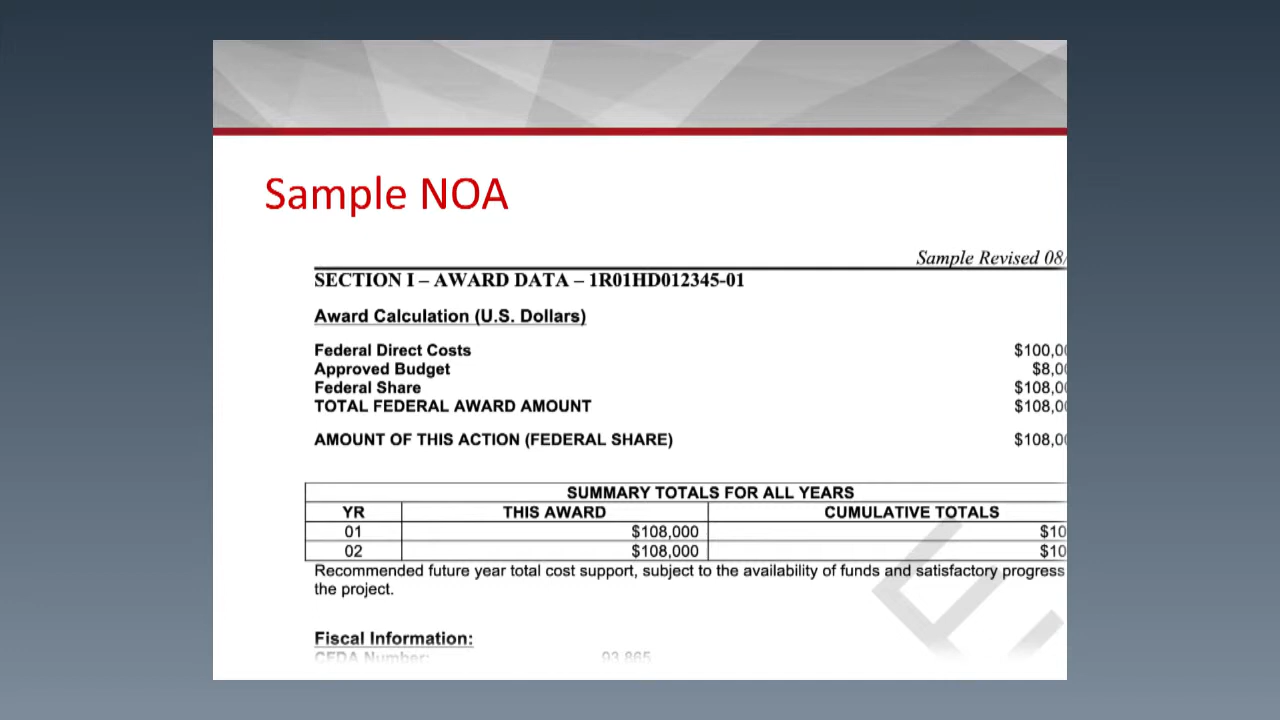 Sample NOA
Sample Revised 08/
SECTION I – AWARD DATA – 1R01HD012345-01
Award Calculation (U.S. Dollars)
Federal Direct Costs $100,00
Approved Budget $8,00
Federal Share $108,00
TOTAL FEDERAL AWARD AMOUNT $108,00
AMOUNT OF THIS ACTION (FEDERAL SHARE) $108,00
SUMMARY TOTALS FOR ALL YEARS
YR THIS AWARD CUMULATIVE TOTALS
01 $108,000 $10
02 $108,000 $10
Recommended future year total cost support, subject to the availability of funds and satisfactory progress
the project.
Fiscal Information:
CFDA Number: 93.865